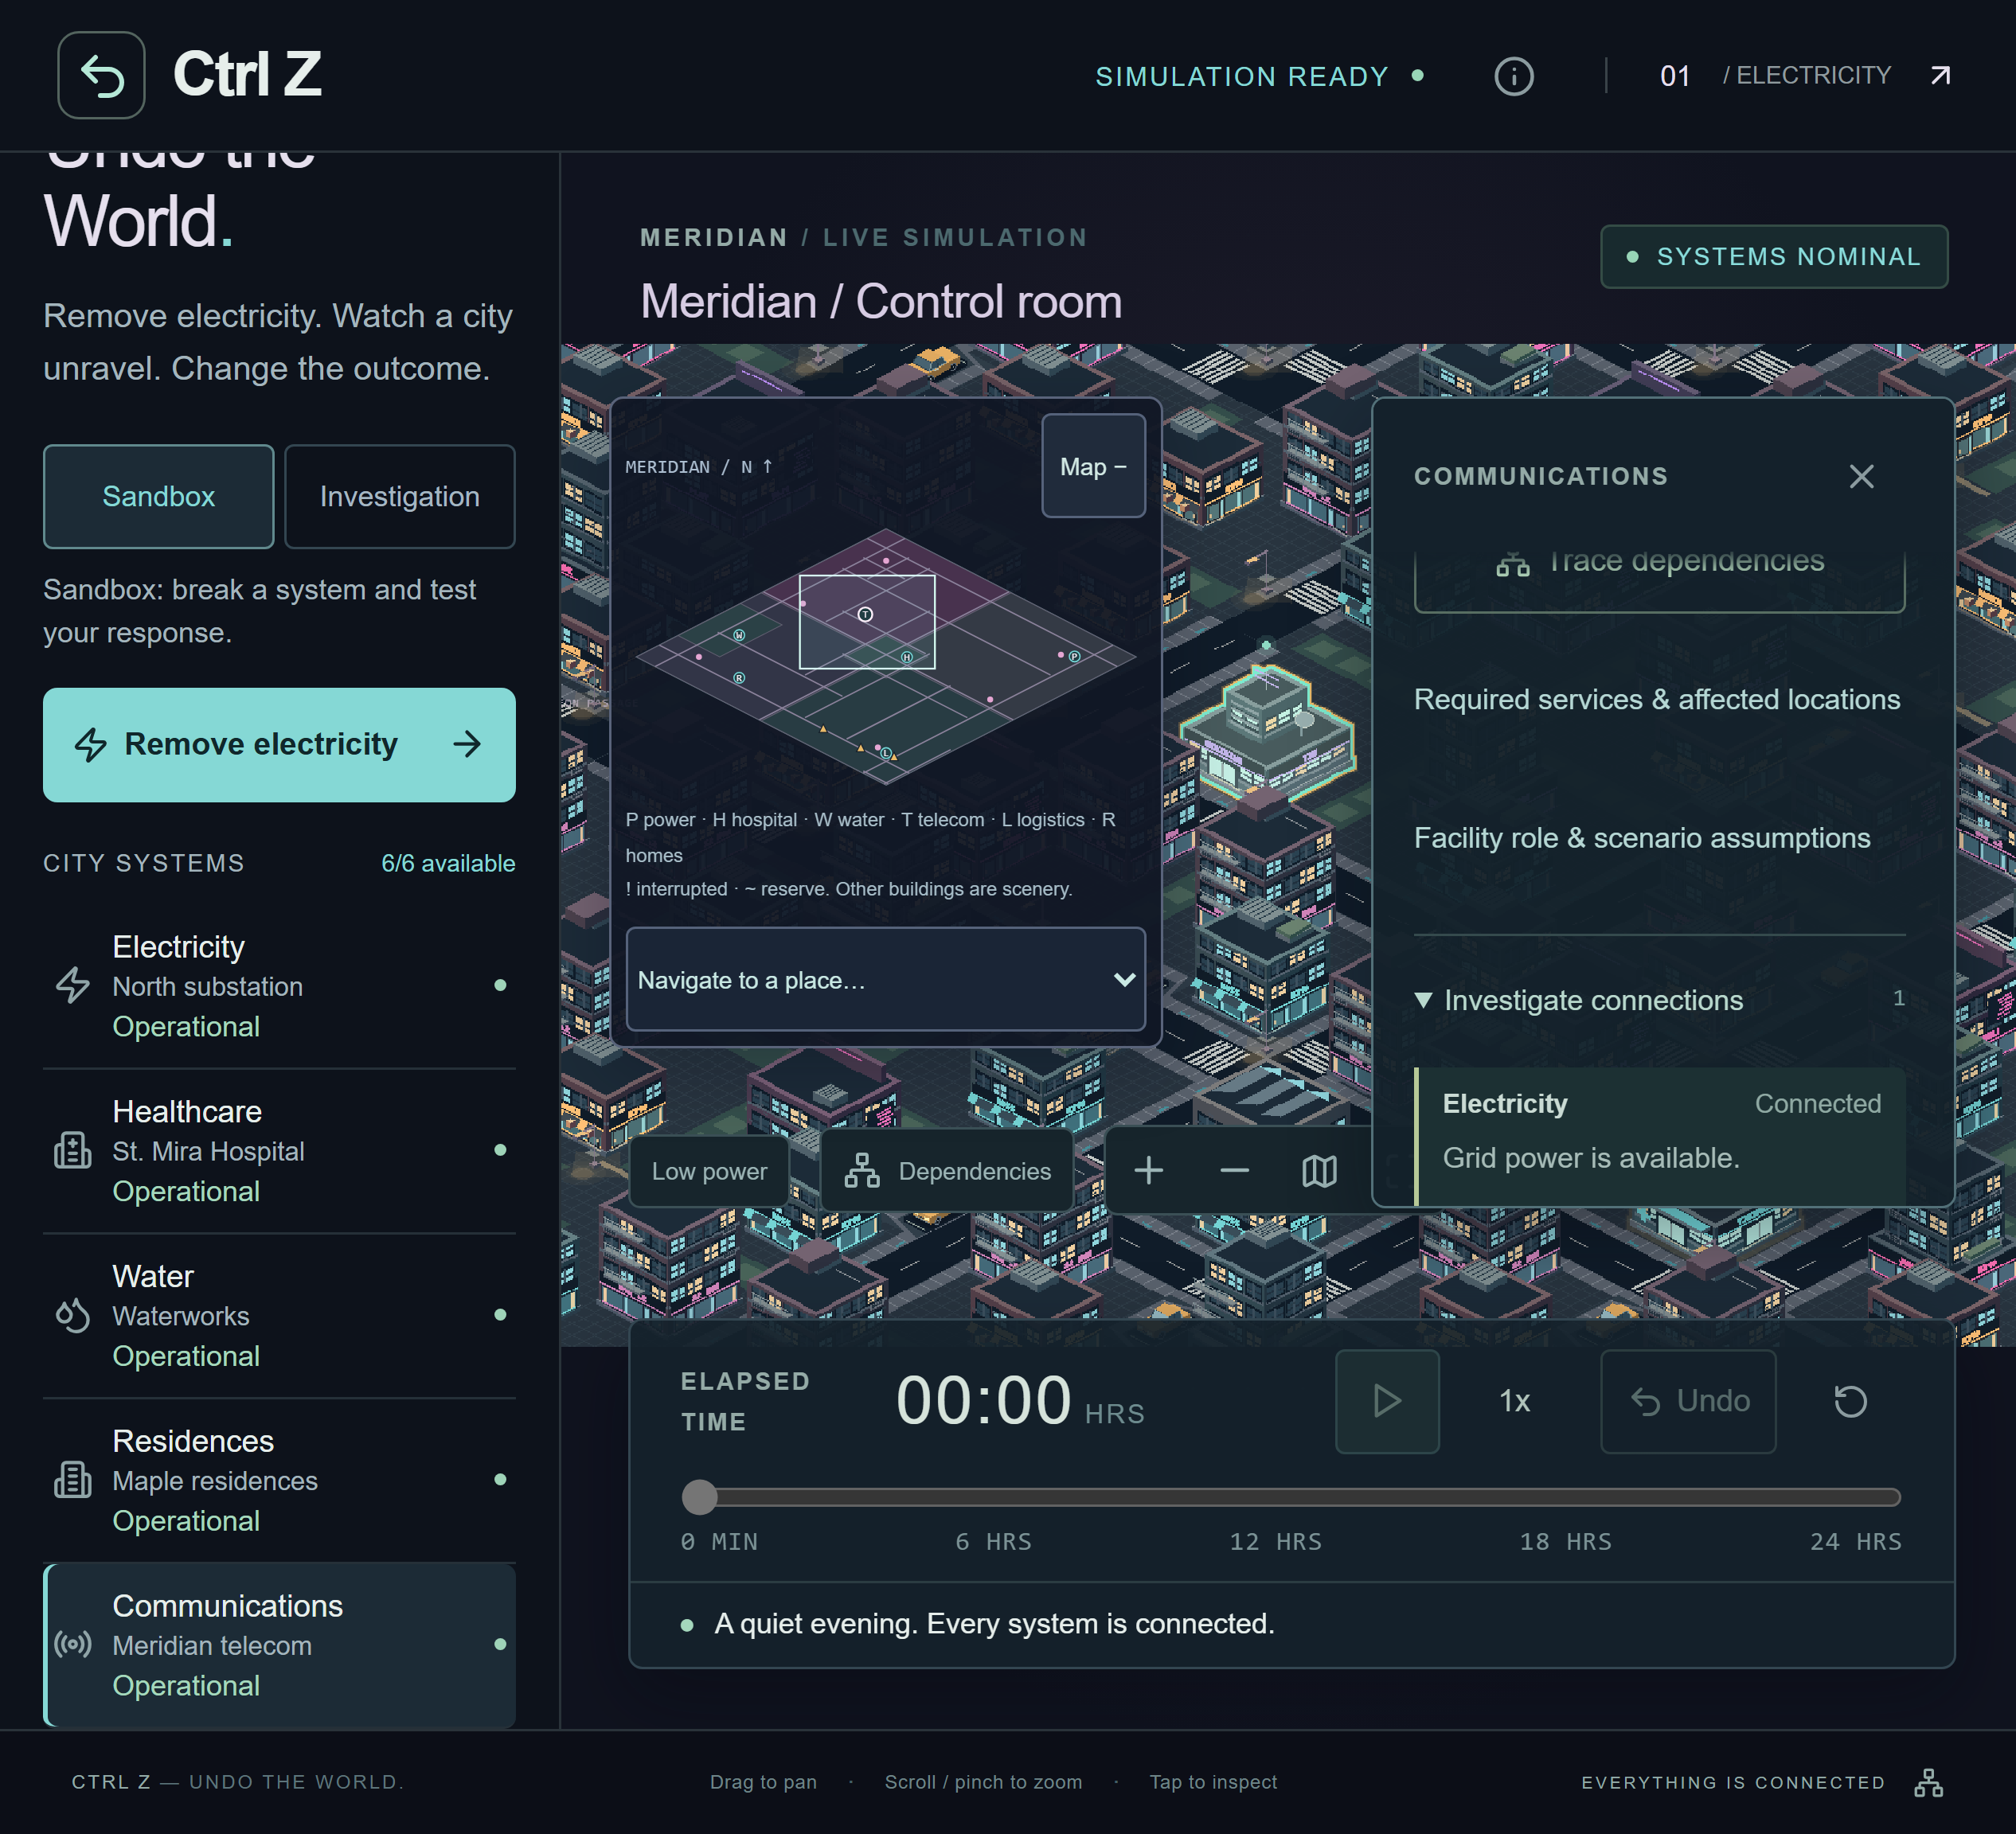 Ctrl Z
SIMULATION READY
01 / ELECTRICITY
Undo the
World.
Remove electricity. Watch a city
unravel. Change the outcome.
Sandbox
Investigation
Sandbox: break a system and test
your response.
Remove electricity
CITY SYSTEMS
6/6 available
Electricity
North substation
Operational
Healthcare
St. Mira Hospital
Operational
Water
Waterworks
Operational
Residences
Maple residences
Operational
Communications
Meridian telecom
Operational
MERIDIAN / LIVE SIMULATION
Meridian / Control room
SYSTEMS NOMINAL
MERIDIAN / N ↑
Map −
T
W
H
P
R
L
P power · H hospital · W water · T telecom · L logistics · R
homes
! interrupted · ~ reserve. Other buildings are scenery.
Navigate to a place…
COMMUNICATIONS
Trace dependencies
Required services & affected locations
Facility role & scenario assumptions
Investigate connections
1
Electricity
Connected
Grid power is available.
Low power
Dependencies
ELAPSED
TIME
00:00 HRS
1x
Undo
0 MIN
6 HRS
12 HRS
18 HRS
24 HRS
A quiet evening. Every system is connected.
CTRL Z — UNDO THE WORLD.
Drag to pan · Scroll / pinch to zoom · Tap to inspect
EVERYTHING IS CONNECTED